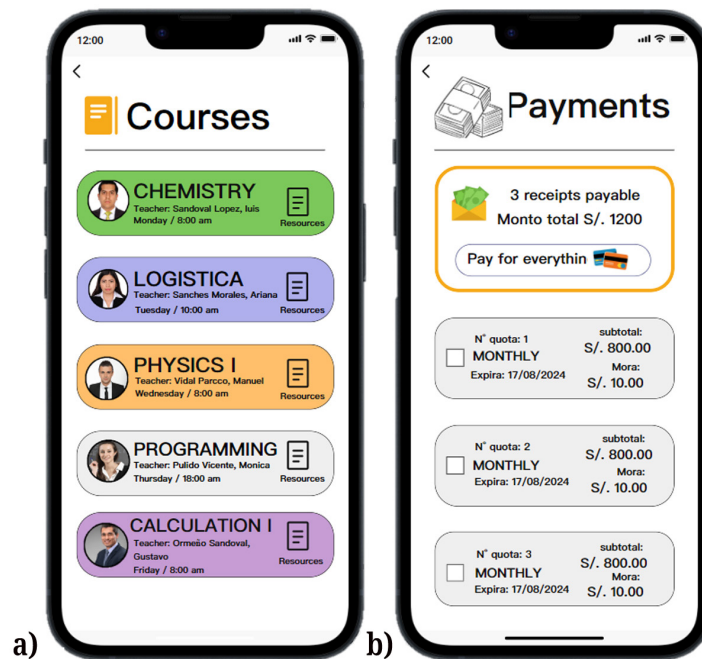 12:00
Courses
CHEMISTRY
Teacher: Sandoval Lopez, luis
Monday / 8:00 am
Resources
LOGISTICA
Teacher: Sanches Morales, Ariana
Tuesday / 10:00 am
Resources
PHYSICS I
Teacher: Vidal Parcco, Manuel
Wednesday / 8:00 am
Resources
PROGRAMMING
Teacher: Pulido Vicente, Monica
Thursday / 18:00 am
Resources
CALCULATION I
Teacher: Ormeño Sandoval,
Gustavo
Friday / 8:00 am
Resources
a)
12:00
Payments
3 receipts payable
Monto total S/. 1200
Pay for everythin
N° quota: 1
MONTHLY
Expira: 17/08/2024
subtotal:
S/. 800.00
Mora:
S/. 10.00
N° quota: 2
MONTHLY
Expira: 17/08/2024
subtotal:
S/. 800.00
Mora:
S/. 10.00
N° quota: 3
MONTHLY
Expira: 17/08/2024
subtotal:
S/. 800.00
Mora:
S/. 10.00
b)